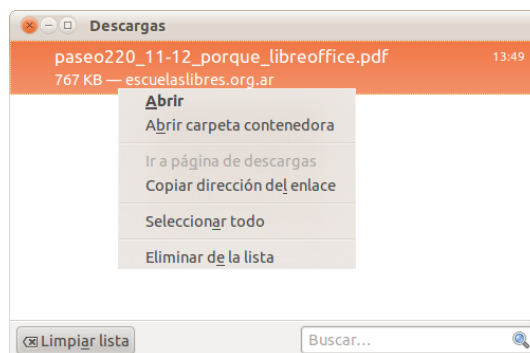 Descargas
paseo220_11-12_porque_libreoffice.pdf 13:49
767 KB — escuelaslibres.org.ar
Abrir
Abrir carpeta contenedora
Ir a página de descargas
Copiar dirección del enlace
Seleccionar todo
Eliminar de la lista
Limpiar lista Buscar...